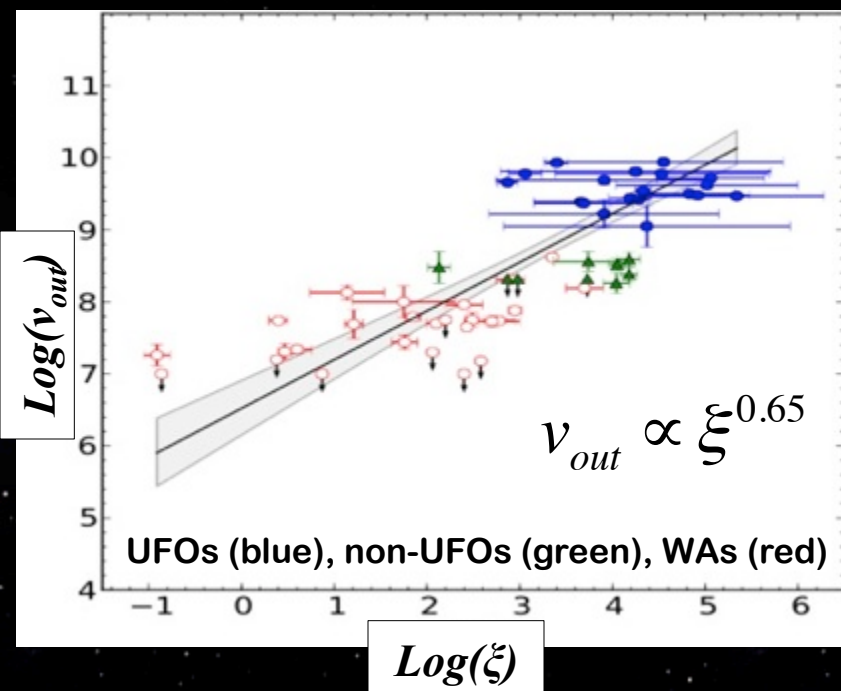 11
10
9
8
7
6
5
4
Log(v_out)
v_out ∝ ξ^0.65
UFOs (blue), non-UFOs (green), WAs (red)
−1 0 1 2 3 4 5 6
Log(ξ)